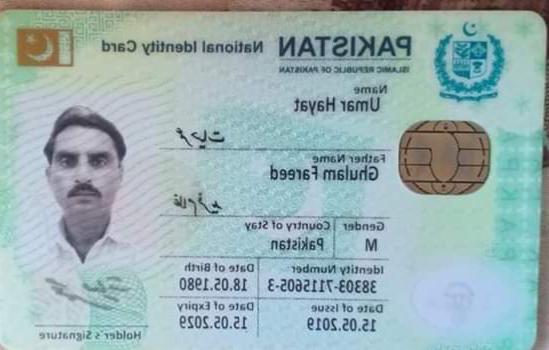 PAKISTAN National Identity Card
ISLAMIC REPUBLIC OF PAKISTAN
Name
Umar Hayat
عمر حیات
Father Name
Ghulam Fareed
غلام فرید
Gender Country of Stay
M Pakistan
Identity Number Date of Birth
38303-7115605-3 18.05.1980
Date of Issue Date of Expiry
15.05.2019 15.05.2029
Holder's Signature